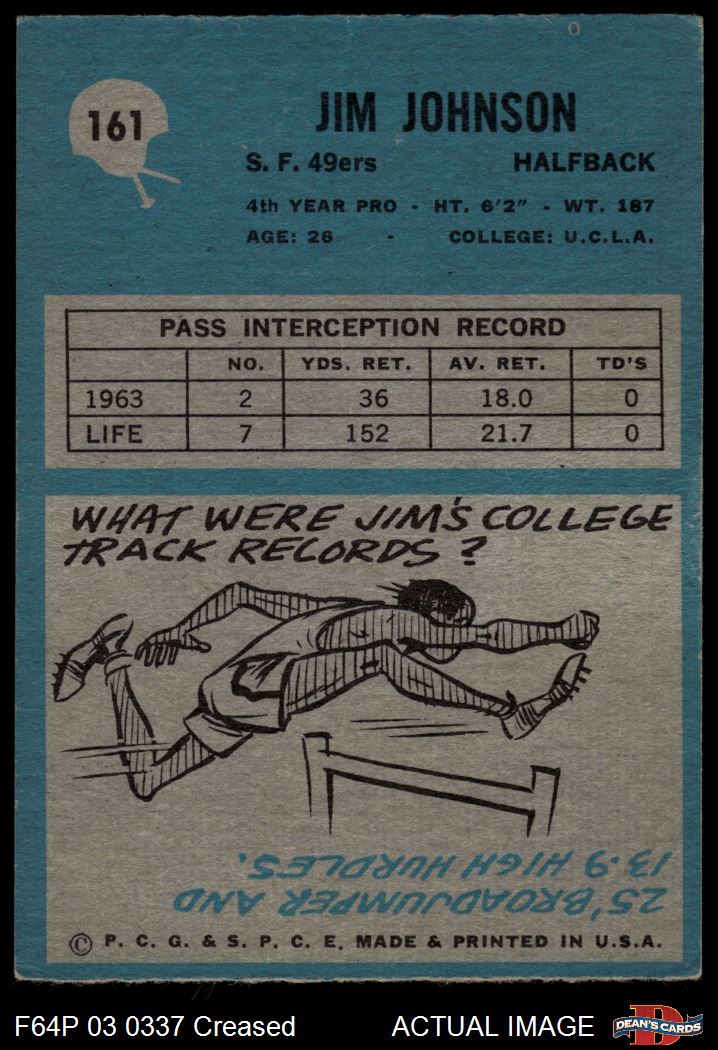 161
JIM JOHNSON
S. F. 49ers HALFBACK
4th YEAR PRO - HT. 6'2" - WT. 187
AGE: 26 - COLLEGE: U.C.L.A.
PASS INTERCEPTION RECORD
NO. YDS. RET. AV. RET. TD'S
1963 2 36 18.0 0
LIFE 7 152 21.7 0
WHAT WERE JIM'S COLLEGE
TRACK RECORDS?
25' BROADJUMPER AND
13.9 HIGH HURDLES.
© P. C. G. & S. P. C. E. MADE & PRINTED IN U.S.A.
F64P 03 0337 Creased ACTUAL IMAGE DEAN'S CARDS